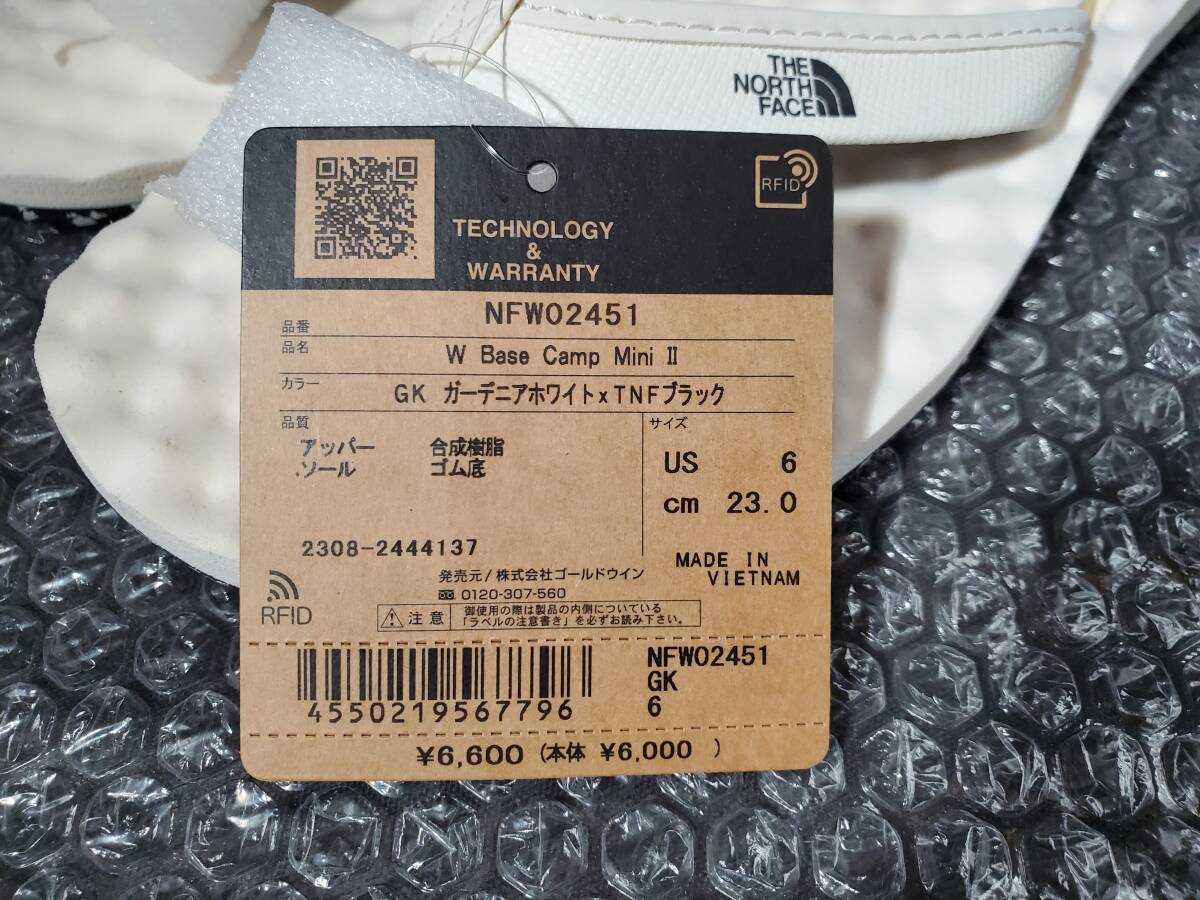 THE
NORTH
FACE
RFID
TECHNOLOGY
&
WARRANTY
品番 NFW02451
品名 W Base Camp Mini II
カラー GK ガーデニアホワイト×TNFブラック
品質
アッパー 合成樹脂
.ソール ゴム底
サイズ
US 6
cm 23.0
2308-2444137
MADE IN
VIETNAM
発売元/株式会社ゴールドウイン
0120-307-560
RFID
注意
御使用の際は製品の内側についている
「ラベルの注意書き」を必ずお読み下さい。
4550219567796
NFW02451
GK
6
¥6,600 (本体 ¥6,000 )